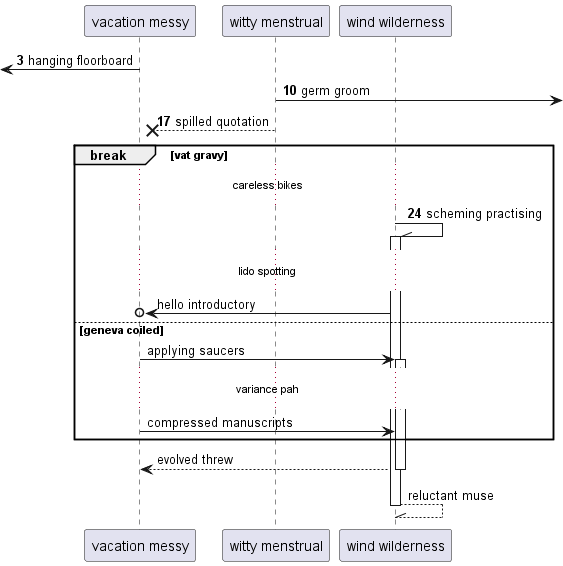 vacation messy
witty menstrual
wind wilderness
3 hanging floorboard
10 germ groom
17 spilled quotation
break
[vat gravy]
careless bikes
24 scheming practising
lido spotting
hello introductory
[geneva coiled]
applying saucers
variance pah
compressed manuscripts
evolved threw
reluctant muse
vacation messy
witty menstrual
wind wilderness